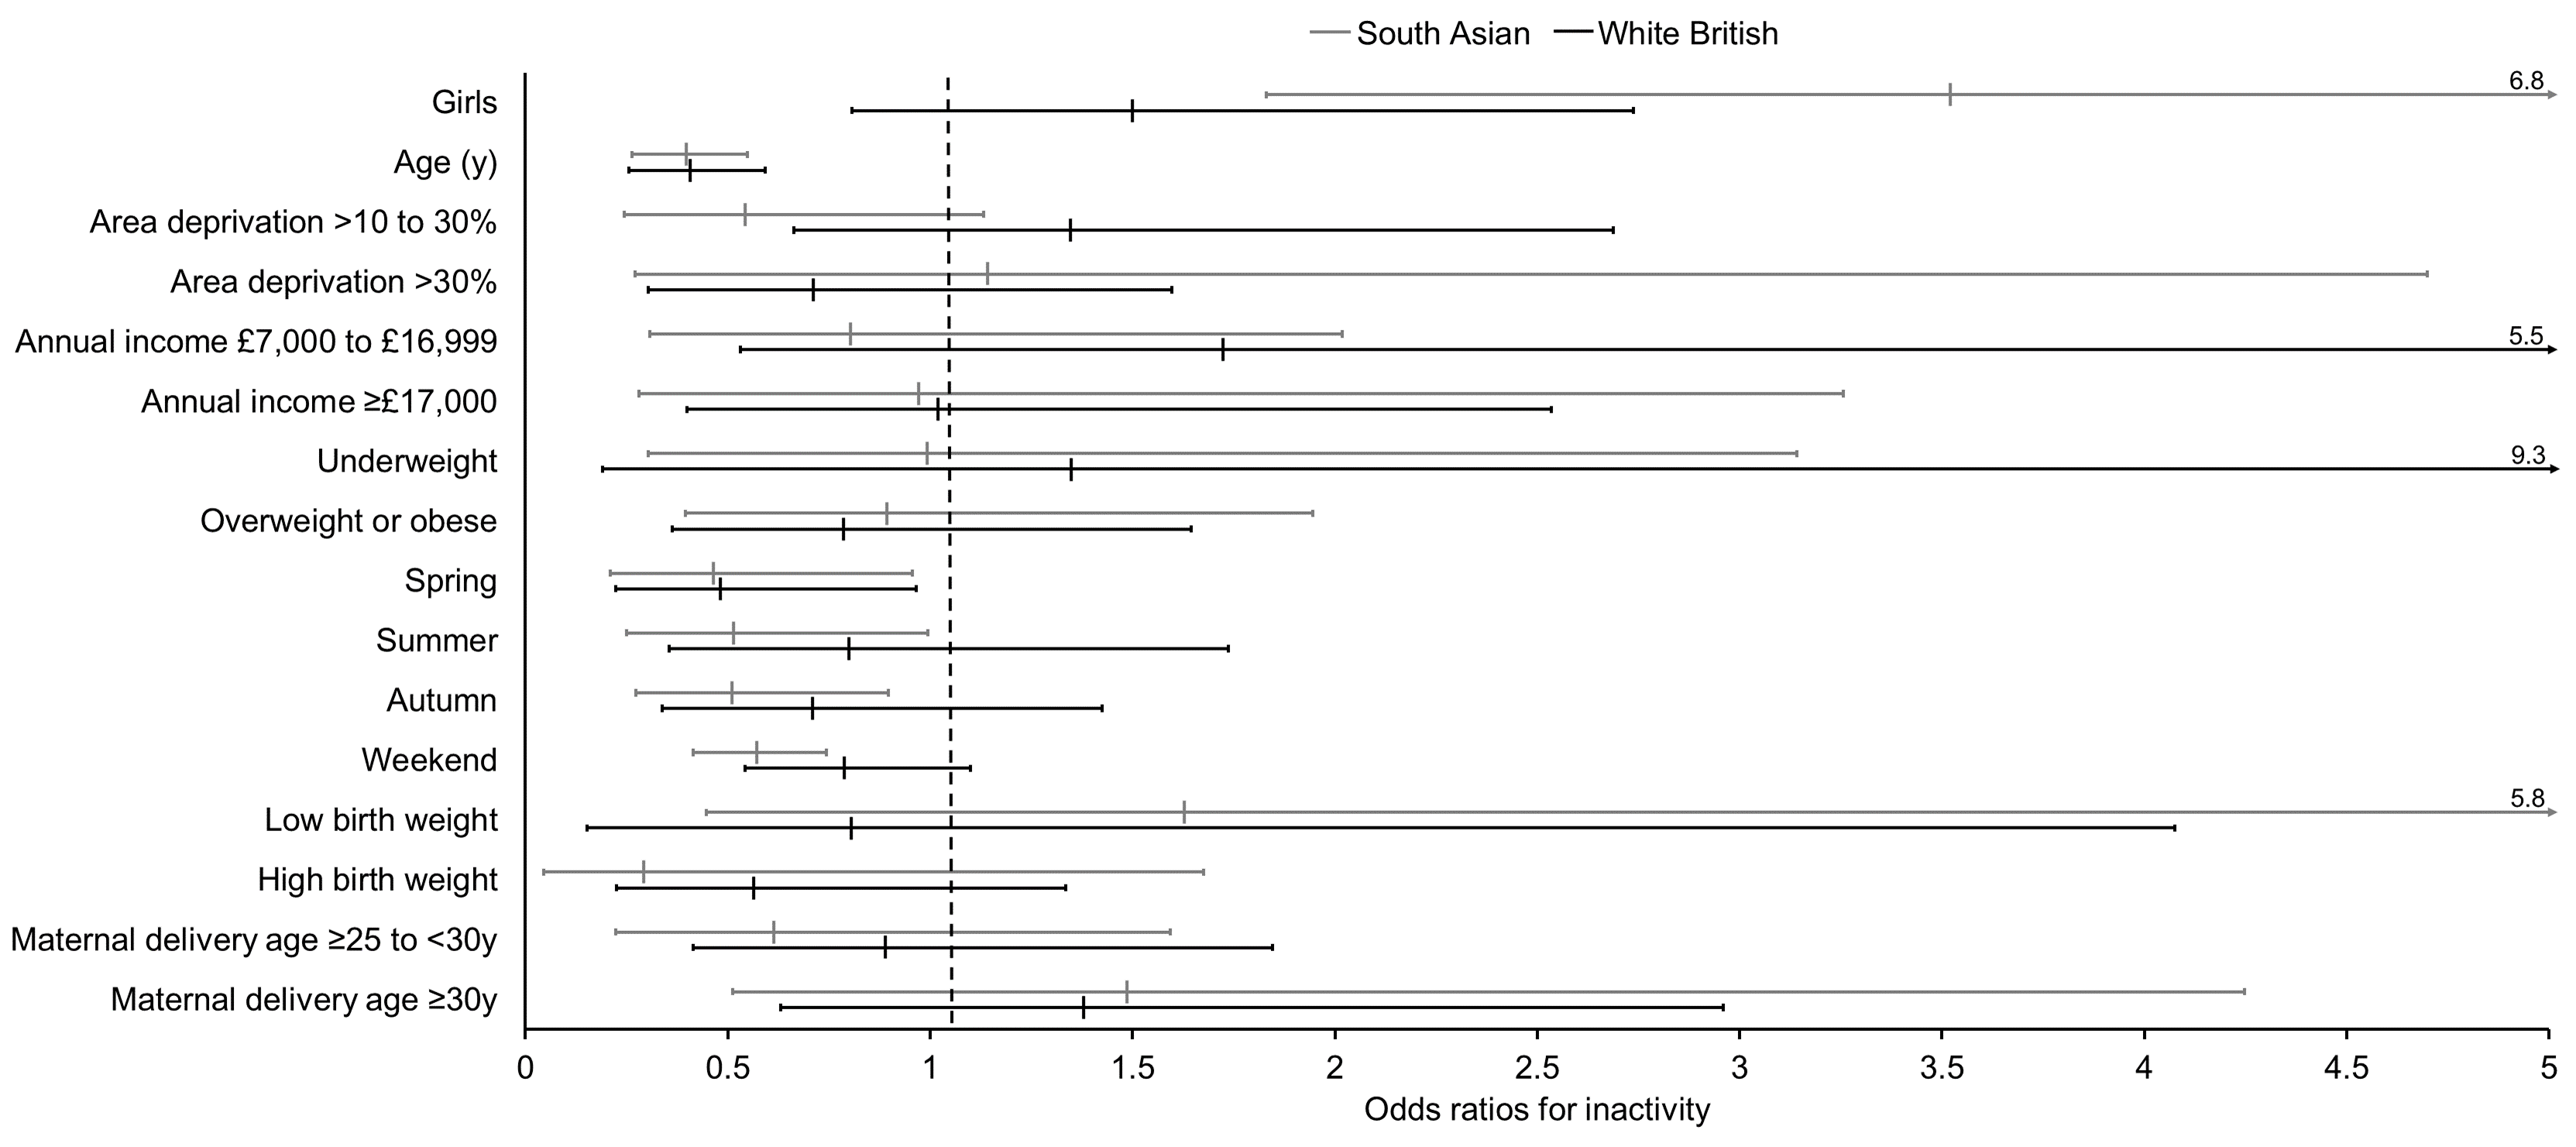 South Asian White British
Girls
6.8
Age (y)
Area deprivation >10 to 30%
Area deprivation >30%
Annual income £7,000 to £16,999
5.5
Annual income ≥£17,000
Underweight
9.3
Overweight or obese
Spring
Summer
Autumn
Weekend
Low birth weight
5.8
High birth weight
Maternal delivery age ≥25 to <30y
Maternal delivery age ≥30y
0 0.5 1 1.5 2 2.5 3 3.5 4 4.5 5
Odds ratios for inactivity